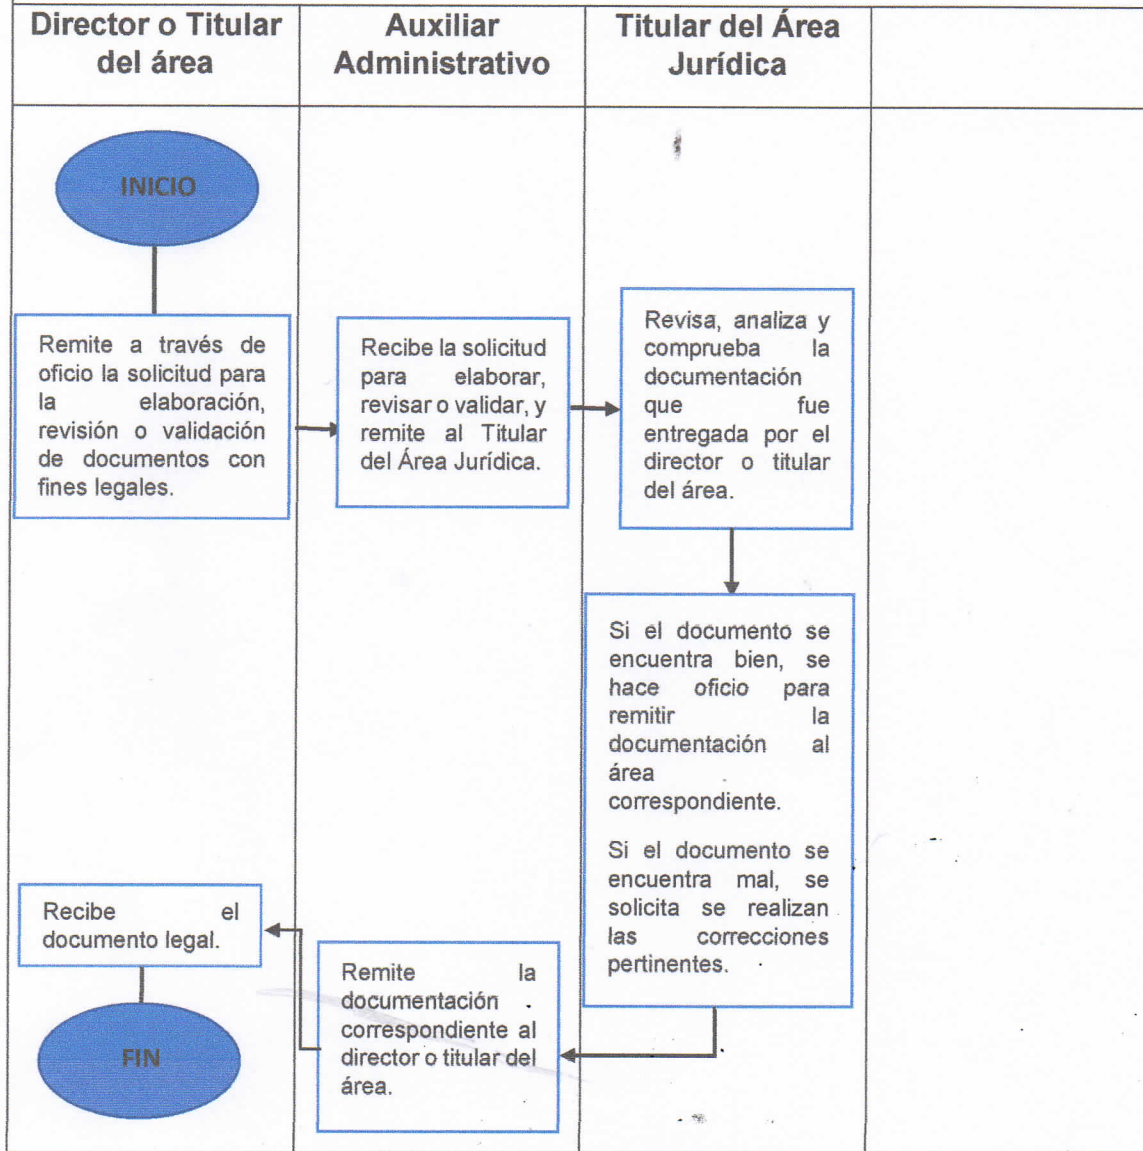 Director o Titular
del área
Auxiliar
Administrativo
Titular del Área
Jurídica
INICIO
Remite a través de
oficio la solicitud para
la elaboración,
revisión o validación
de documentos con
fines legales.
Recibe la solicitud
para elaborar,
revisar o validar, y
remite al Titular
del Área Jurídica.
Revisa, analiza y
comprueba la
documentación
que fue
entregada por el
director o titular
del área.
Si el documento se
encuentra bien, se
hace oficio para
remitir la
documentación al
área
correspondiente.
Si el documento se
encuentra mal, se
solicita se realizan
las correcciones
pertinentes.
Remite la
documentación
correspondiente al
director o titular del
área.
Recibe el
documento legal.
FIN